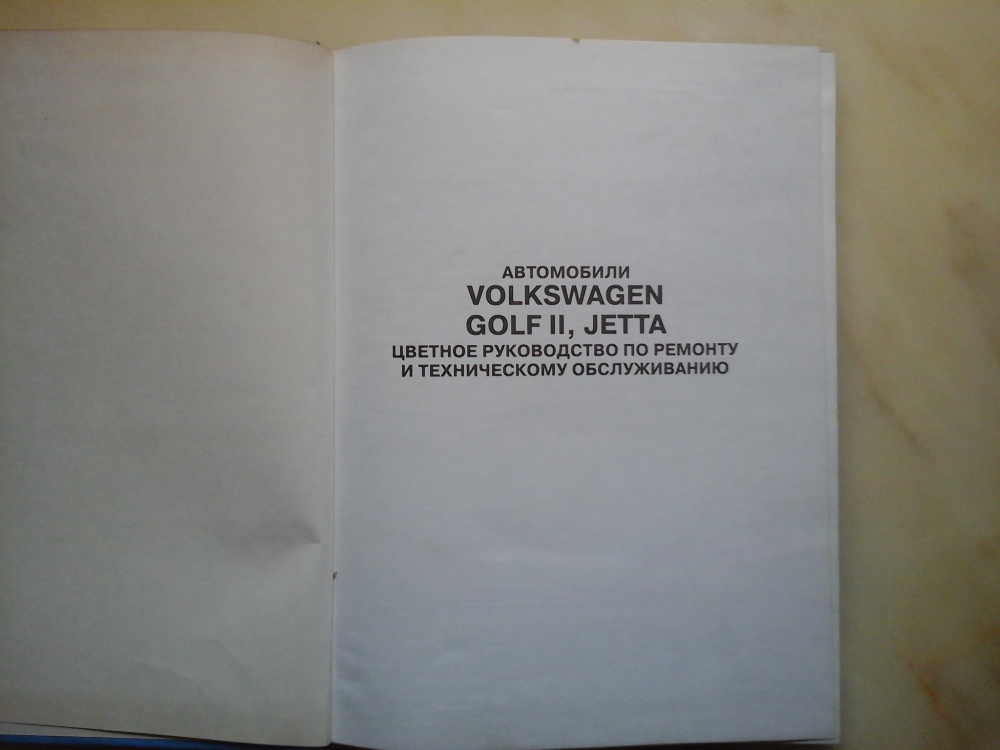 АВТОМОБИЛИ
VOLKSWAGEN
GOLF II, JETTA
ЦВЕТНОЕ РУКОВОДСТВО ПО РЕМОНТУ
И ТЕХНИЧЕСКОМУ ОБСЛУЖИВАНИЮ